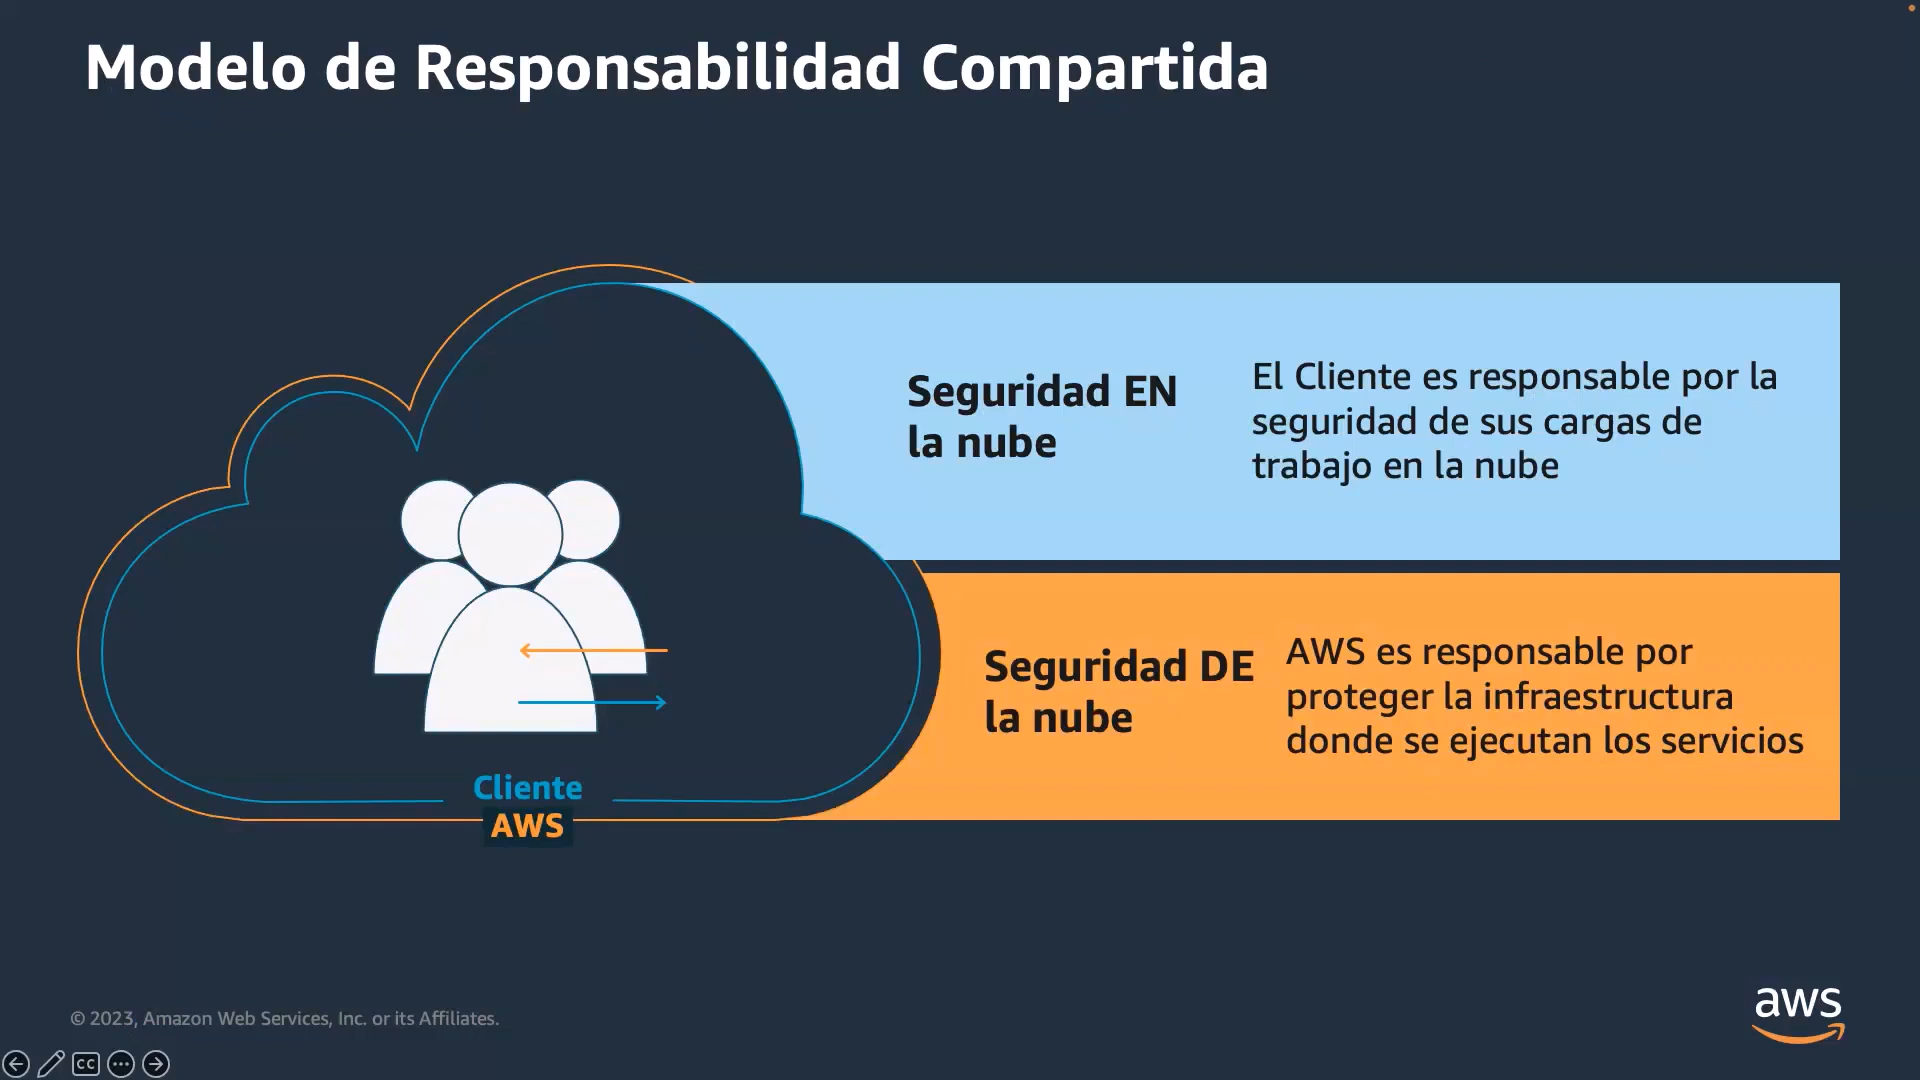 Modelo de Responsabilidad Compartida
Seguridad EN
la nube
El Cliente es responsable por la
seguridad de sus cargas de
trabajo en la nube
Seguridad DE
la nube
AWS es responsable por
proteger la infraestructura
donde se ejecutan los servicios
Cliente
AWS
© 2023, Amazon Web Services, Inc. or its Affiliates.
aws
CC